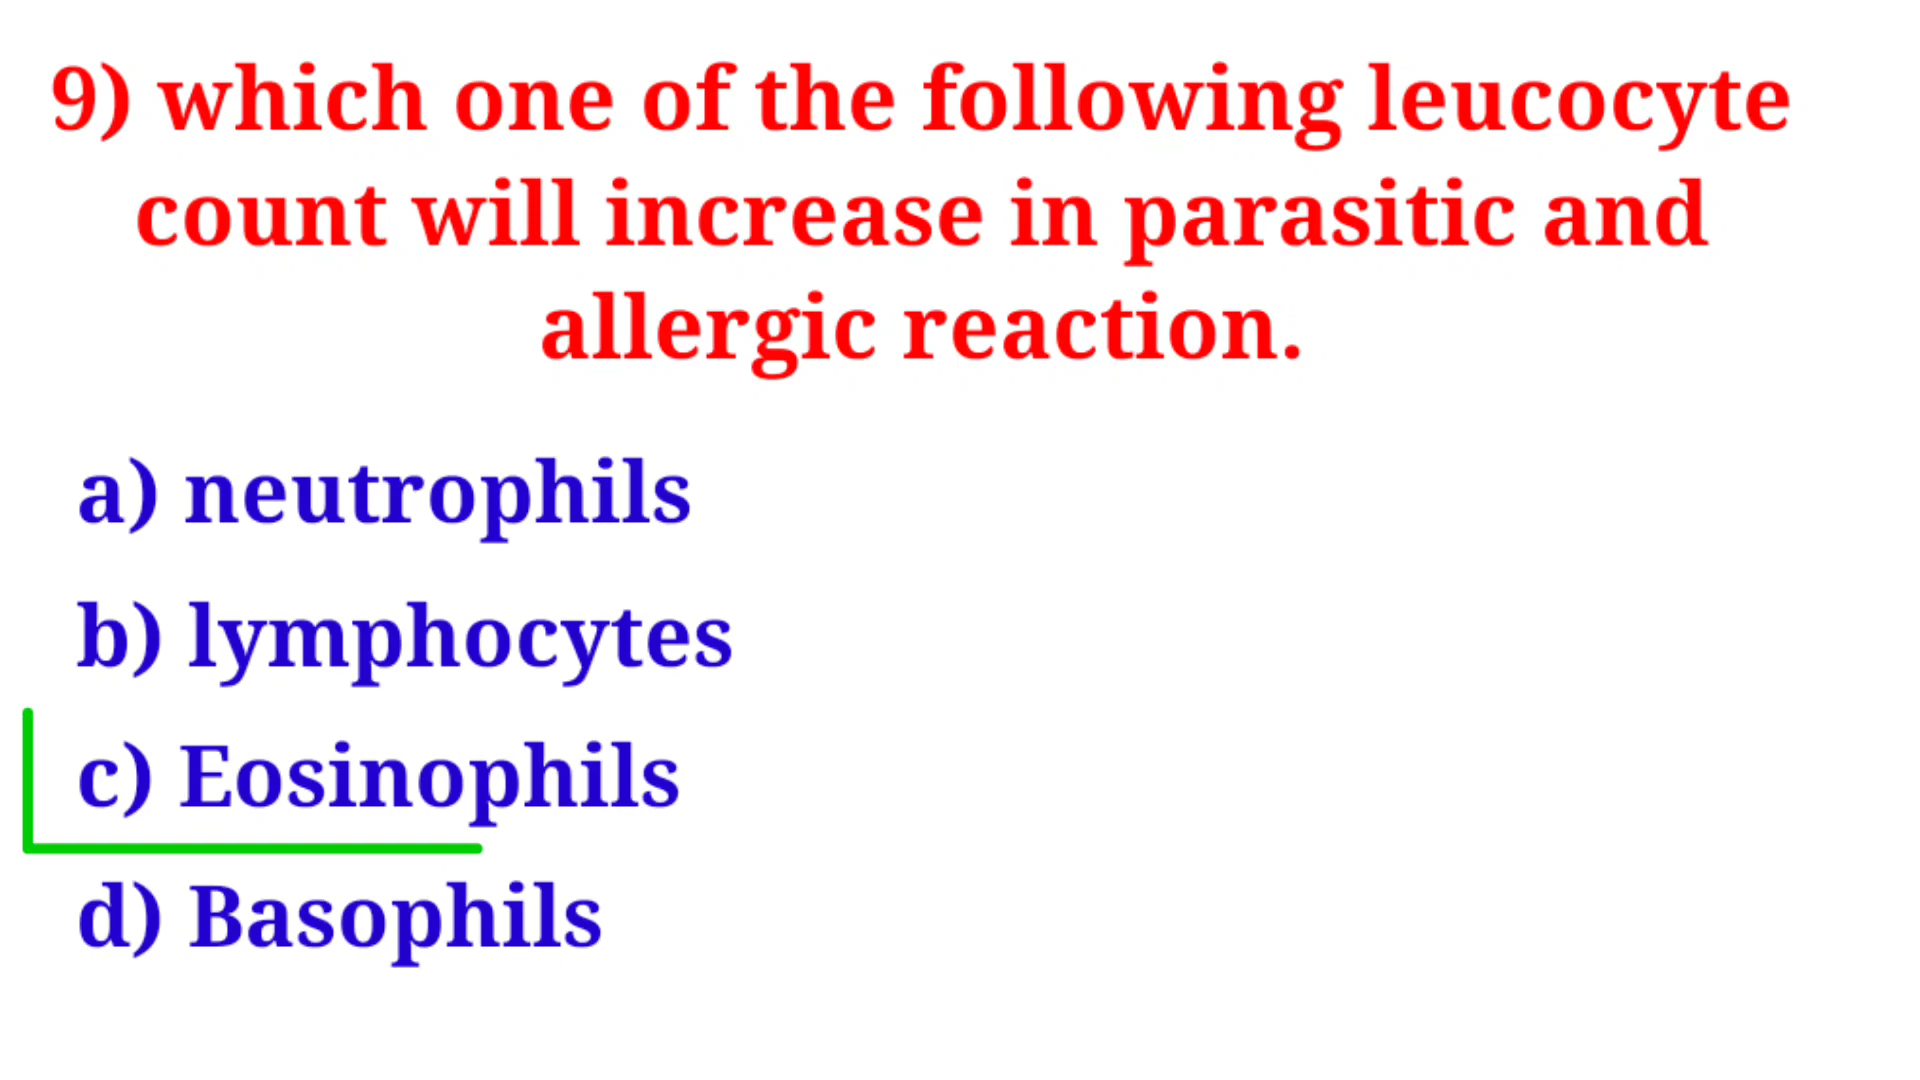 9) which one of the following leucocyte
count will increase in parasitic and
allergic reaction.
a) neutrophils
b) lymphocytes
c) Eosinophils
d) Basophils